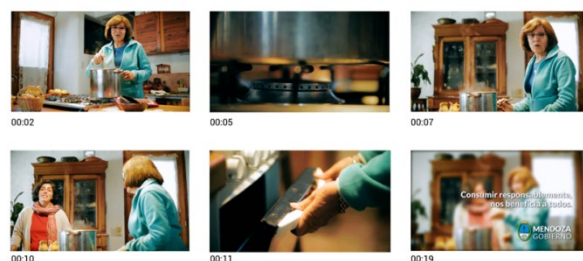 00:02
00:05
00:07
Consumir responsablemente,
nos beneficia a todos.
MENDOZA
GOBIERNO
00:10
00:11
00:19